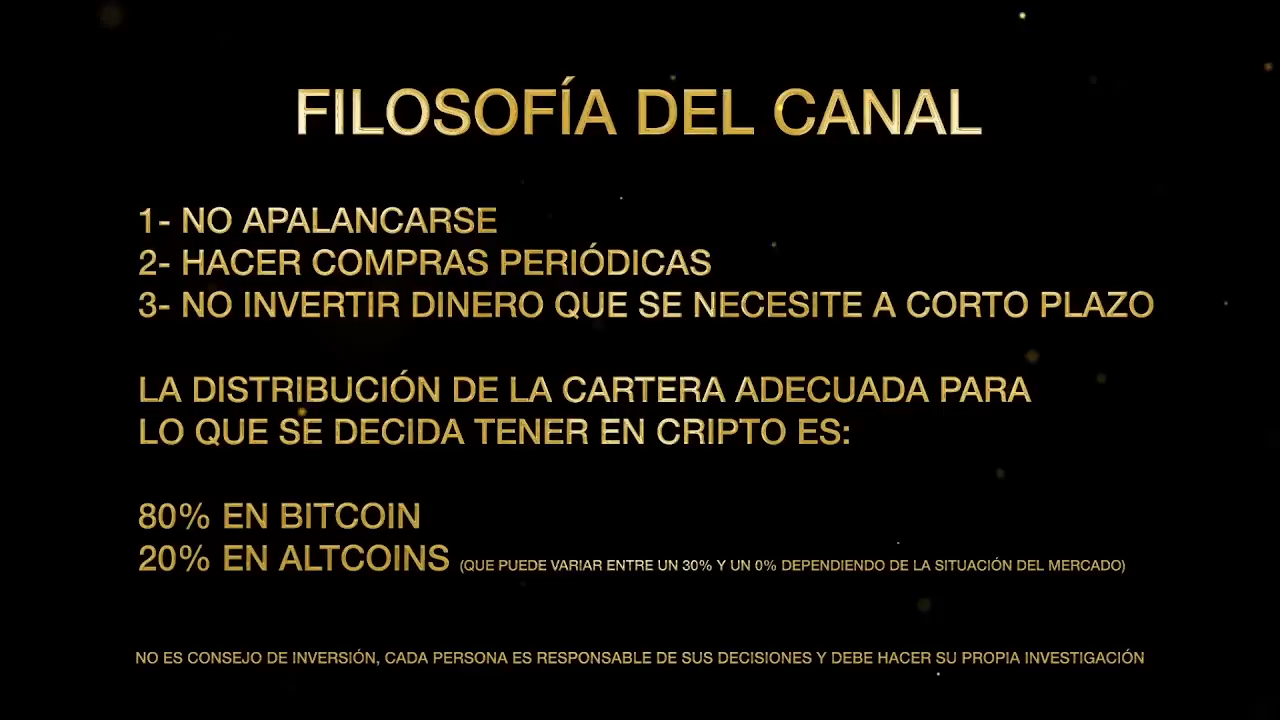 FILOSOFÍA DEL CANAL
1- NO APALANCARSE
2- HACER COMPRAS PERIÓDICAS
3- NO INVERTIR DINERO QUE SE NECESITE A CORTO PLAZO
LA DISTRIBUCIÓN DE LA CARTERA ADECUADA PARA
LO QUE SE DECIDA TENER EN CRIPTO ES:
80% EN BITCOIN
20% EN ALTCOINS (QUE PUEDE VARIAR ENTRE UN 30% Y UN 0% DEPENDIENDO DE LA SITUACIÓN DEL MERCADO)
NO ES CONSEJO DE INVERSIÓN, CADA PERSONA ES RESPONSABLE DE SUS DECISIONES Y DEBE HACER SU PROPIA INVESTIGACIÓN